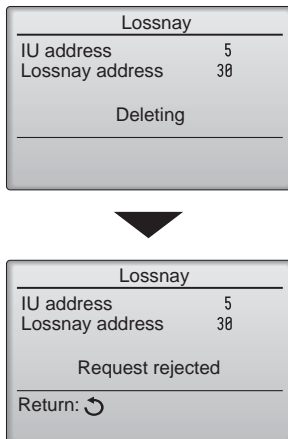 Lossnay
IU address 5
Lossnay address 30
Deleting
Lossnay
IU address 5
Lossnay address 30
Request rejected
Return: